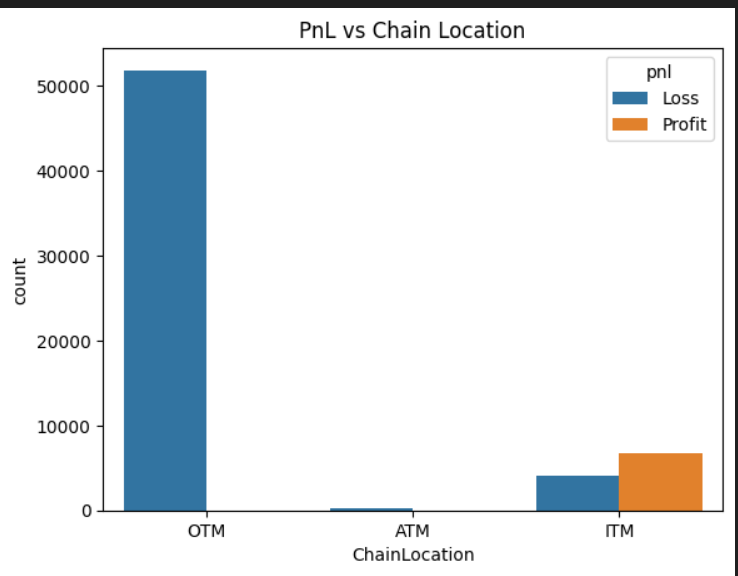 PnL vs Chain Location
pnl
Loss
Profit
50000
40000
30000
20000
10000
0
count
OTM
ATM
ITM
ChainLocation